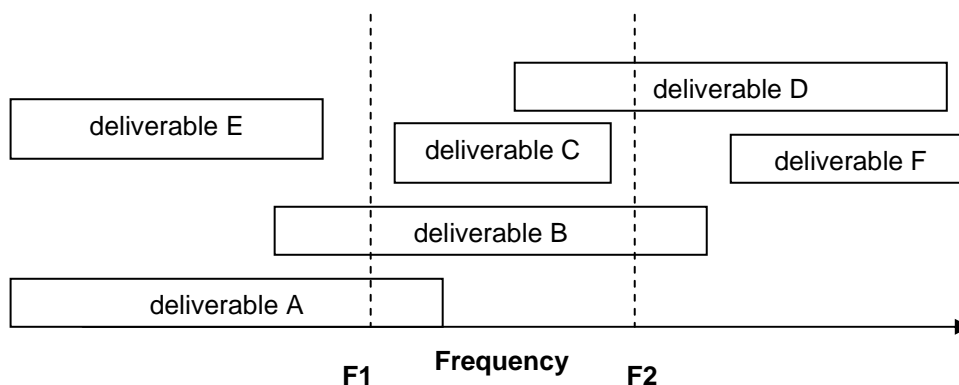 deliverable D
deliverable E
deliverable C
deliverable F
deliverable B
deliverable A
Frequency
F1
F2